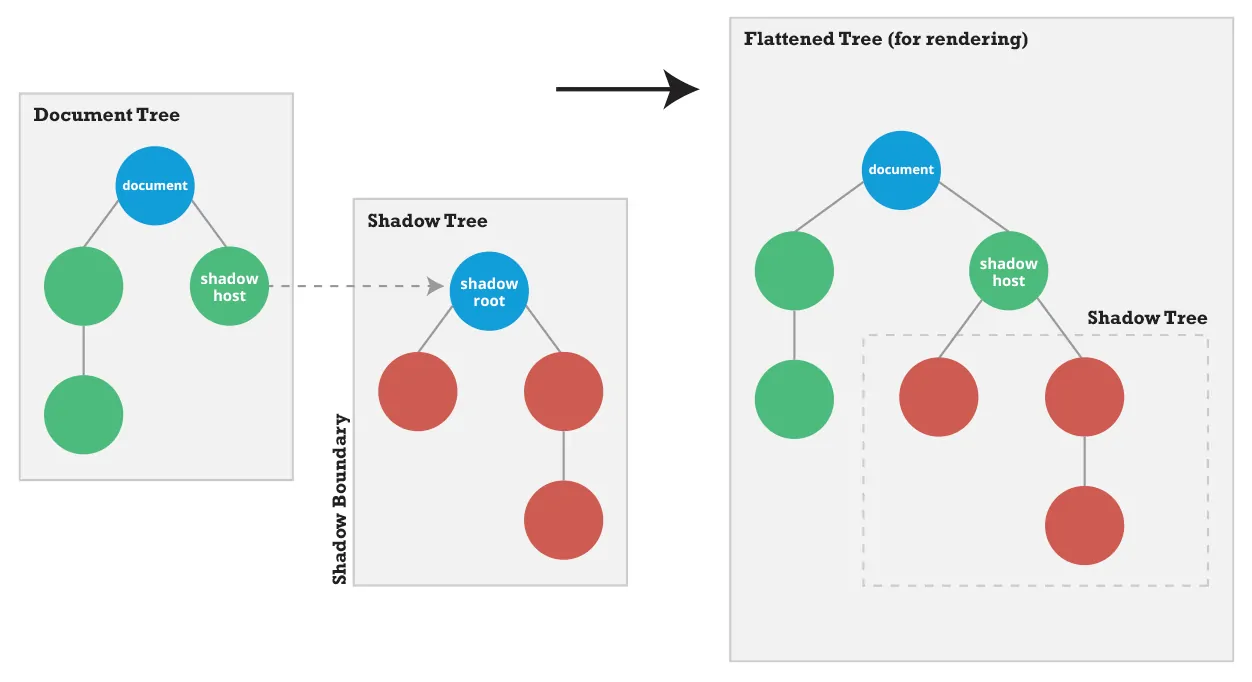 Document Tree
document
shadow
host
Shadow Tree
shadow
root
Shadow Boundary
Flattened Tree (for rendering)
document
shadow
host
Shadow Tree